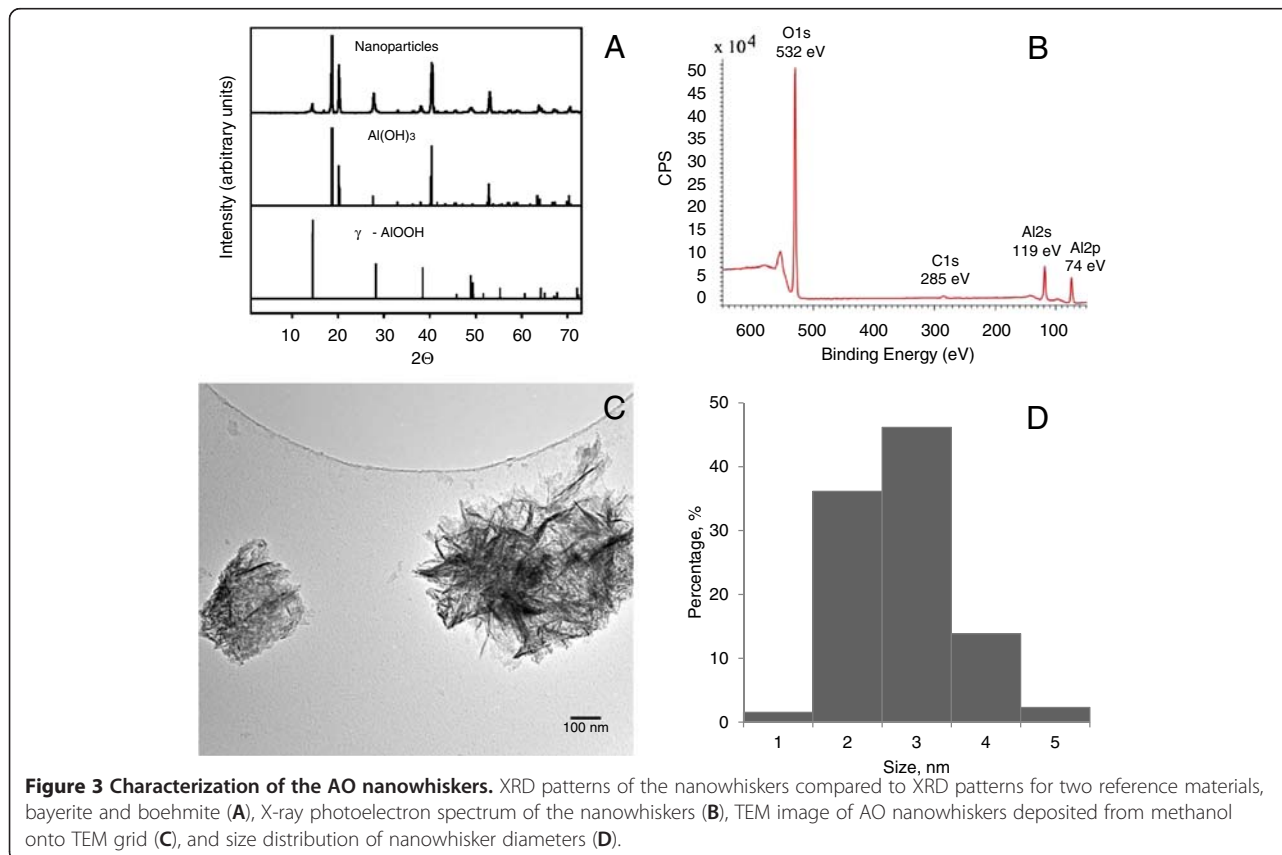 A
Nanoparticles
Al(OH)3
γ - AlOOH
Intensity (arbitrary units)
10 20 30 40 50 60 70
2Θ
B
x 10⁴
O1s
532 eV
50
45
40
35
30
25
20
15
10
5
0
CPS
C1s
285 eV
Al2s
119 eV
Al2p
74 eV
600 500 400 300 200 100
Binding Energy (eV)
C
100 nm
D
50
40
30
20
10
0
Percentage, %
1 2 3 4 5
Size, nm
Figure 3 Characterization of the AO nanowhiskers. XRD patterns of the nanowhiskers compared to XRD patterns for two reference materials,
bayerite and boehmite (A), X-ray photoelectron spectrum of the nanowhiskers (B), TEM image of AO nanowhiskers deposited from methanol
onto TEM grid (C), and size distribution of nanowhisker diameters (D).